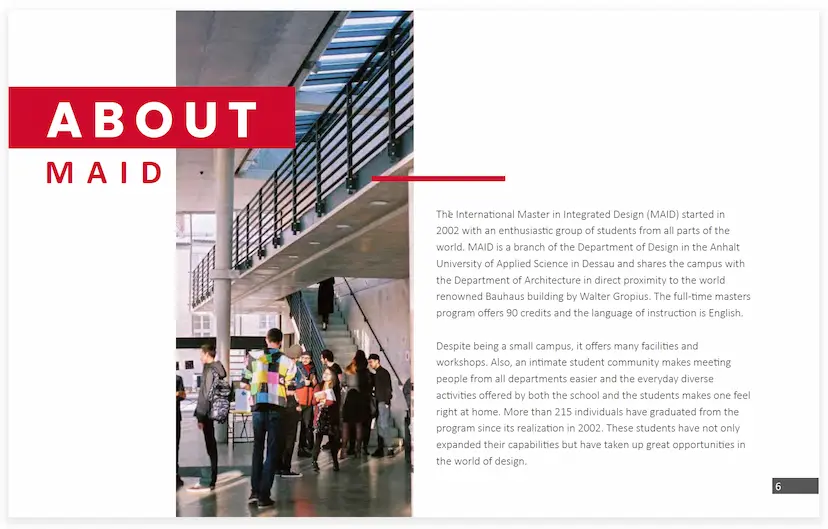 ABOUT
MAID
The International Master in Integrated Design (MAID) started in
2002 with an enthusiastic group of students from all parts of the
world. MAID is a branch of the Department of Design in the Anhalt
University of Applied Science in Dessau and shares the campus with
the Department of Architecture in direct proximity to the world
renowned Bauhaus building by Walter Gropius. The full-time masters
program offers 90 credits and the language of instruction is English.
Despite being a small campus, it offers many facilities and
workshops. Also, an intimate student community makes meeting
people from all departments easier and the everyday diverse
activities offered by both the school and the students makes one feel
right at home. More than 215 individuals have graduated from the
program since its realization in 2002. These students have not only
expanded their capabilities but have taken up great opportunities in
the world of design.
6